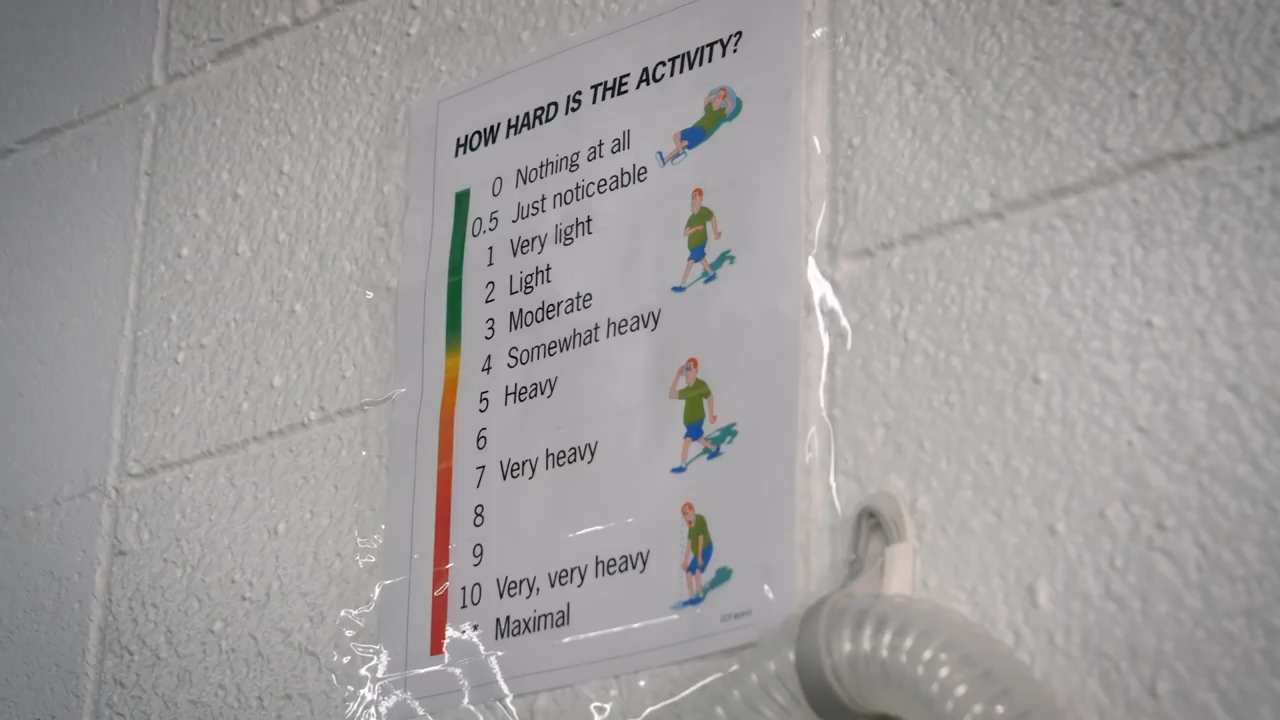 HOW HARD IS THE ACTIVITY?
0 Nothing at all
0.5 Just noticeable
1 Very light
2 Light
3 Moderate
4 Somewhat heavy
5 Heavy
6
7 Very heavy
8
9
10 Very, very heavy
* Maximal